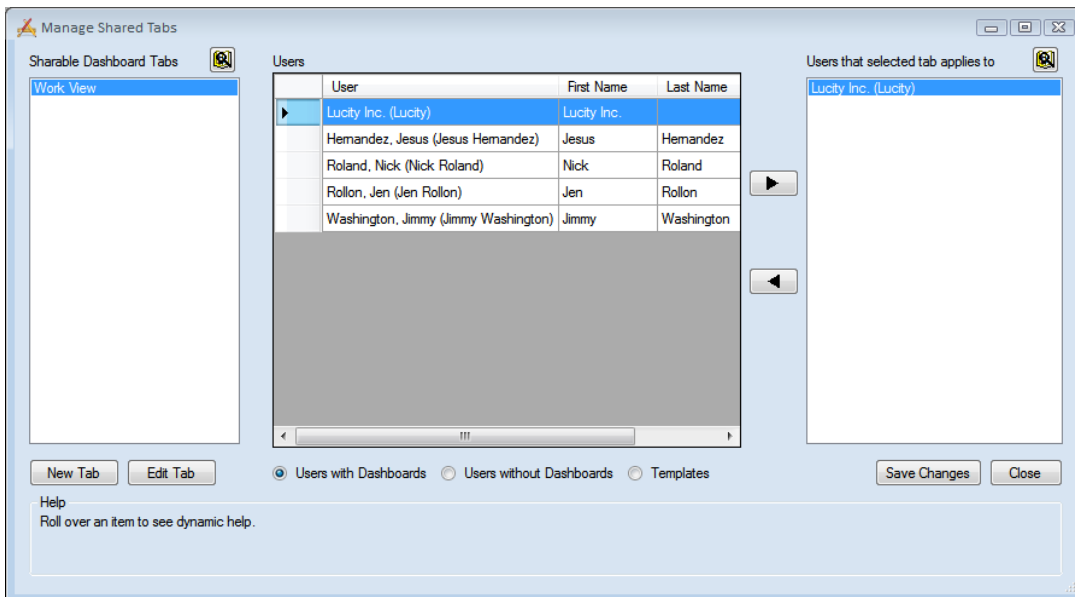 Manage Shared Tabs
Sharable Dashboard Tabs
Users
Users that selected tab applies to
Work View
User First Name Last Name
Lucity Inc. (Lucity) Lucity Inc.
Hernandez, Jesus (Jesus Hernandez) Jesus Hernandez
Roland, Nick (Nick Roland) Nick Roland
Rollon, Jen (Jen Rollon) Jen Rollon
Washington, Jimmy (Jimmy Washington) Jimmy Washington
Lucity Inc. (Lucity)
New Tab Edit Tab
Users with Dashboards Users without Dashboards Templates
Save Changes Close
Help
Roll over an item to see dynamic help.